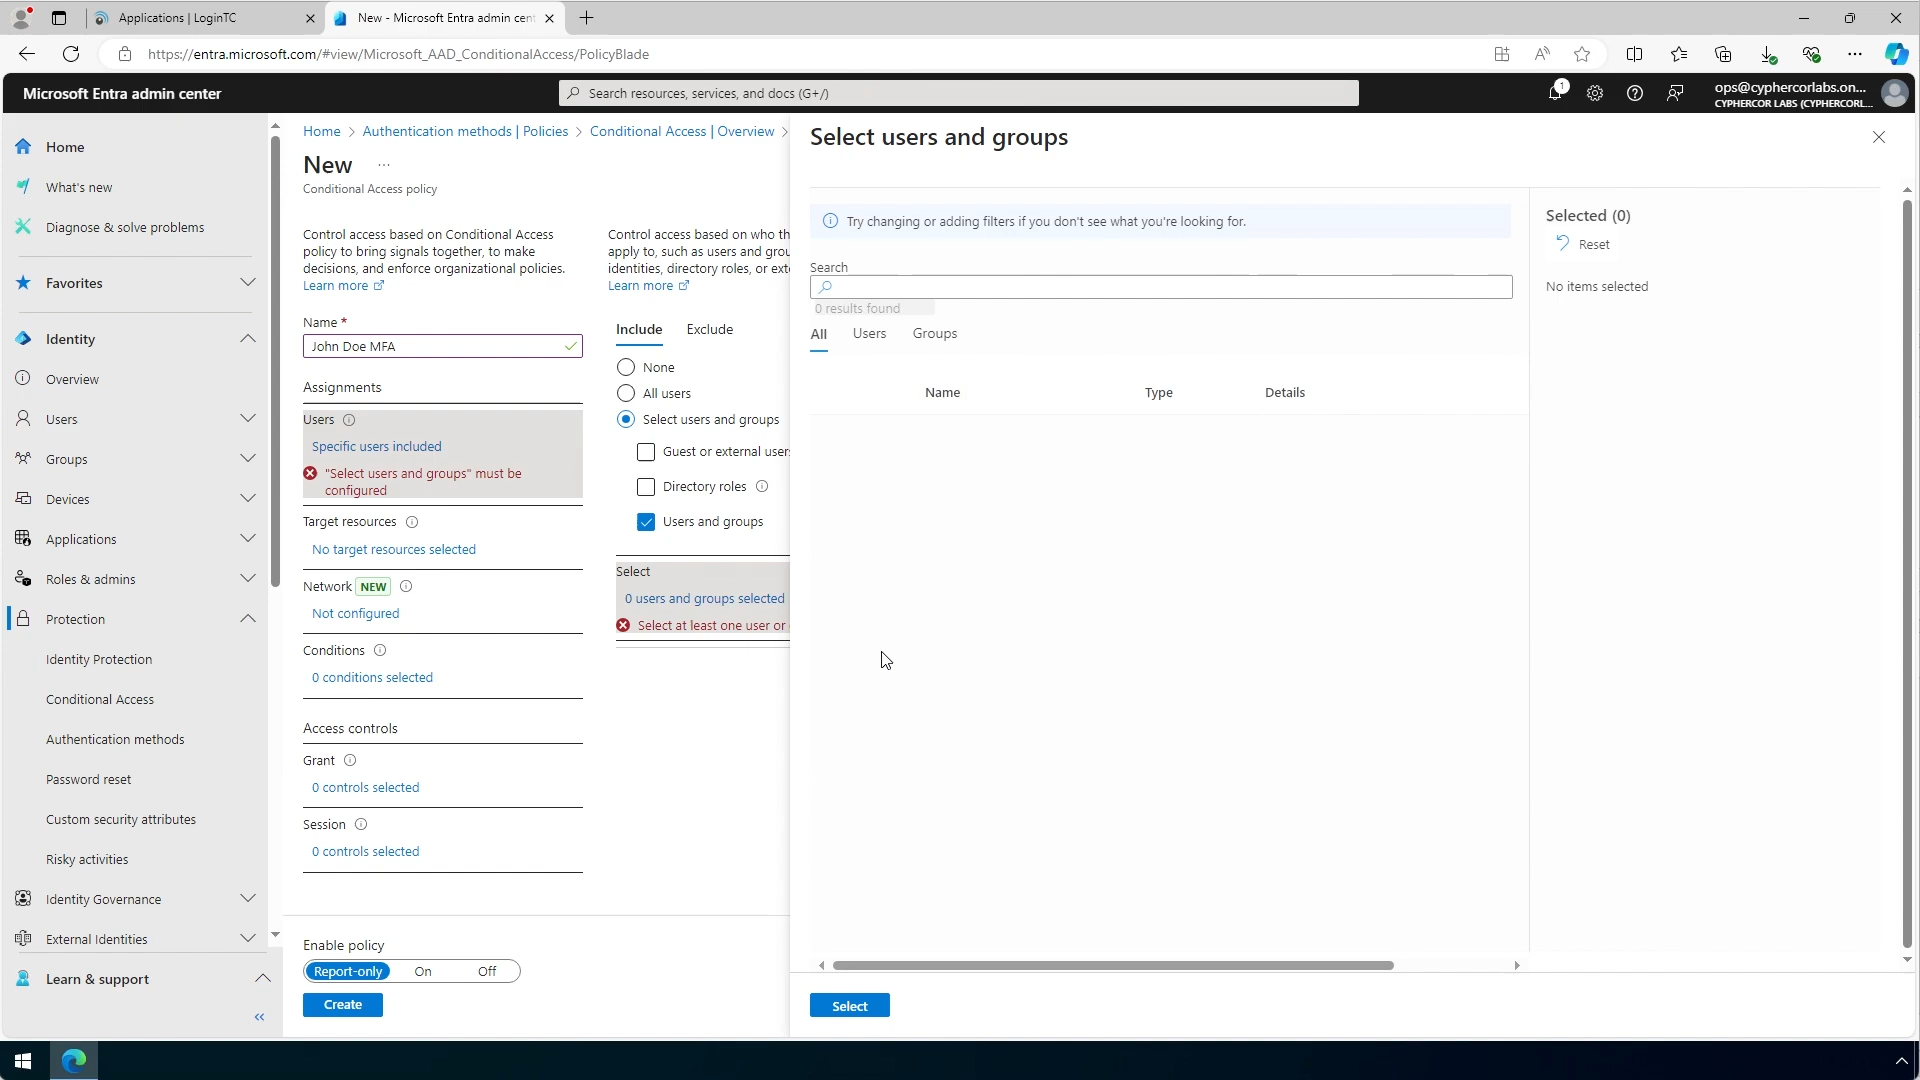 Applications | LoginTC
New - Microsoft Entra admin cent
https://entra.microsoft.com/#view/Microsoft_AAD_ConditionalAccess/PolicyBlade
Microsoft Entra admin center
Search resources, services, and docs (G+/)
1
ops@cyphercorlabs.on...
CYPHERCOR LABS (CYPHERCORL...
Home
What's new
Diagnose & solve problems
Favorites
Identity
Overview
Users
Groups
Devices
Applications
Roles & admins
Protection
Identity Protection
Conditional Access
Authentication methods
Password reset
Custom security attributes
Risky activities
Identity Governance
External Identities
Learn & support
Home > Authentication methods | Policies > Conditional Access | Overview >
New ...
Conditional Access policy
Control access based on Conditional Access
policy to bring signals together, to make
decisions, and enforce organizational policies.
Learn more
Name *
John Doe MFA
Assignments
Users
Specific users included
"Select users and groups" must be
configured
Target resources
No target resources selected
Network NEW
Not configured
Conditions
0 conditions selected
Access controls
Grant
0 controls selected
Session
0 controls selected
Enable policy
Report-only On Off
Create
Control access based on who th
apply to, such as users and grou
identities, directory roles, or exte
Learn more
Include Exclude
None
All users
Select users and groups
Guest or external users
Directory roles
Users and groups
Select
0 users and groups selected
Select at least one user or
Select users and groups
Try changing or adding filters if you don't see what you're looking for.
Search
0 results found
All Users Groups
Name Type Details
Selected (0)
Reset
No items selected
Select